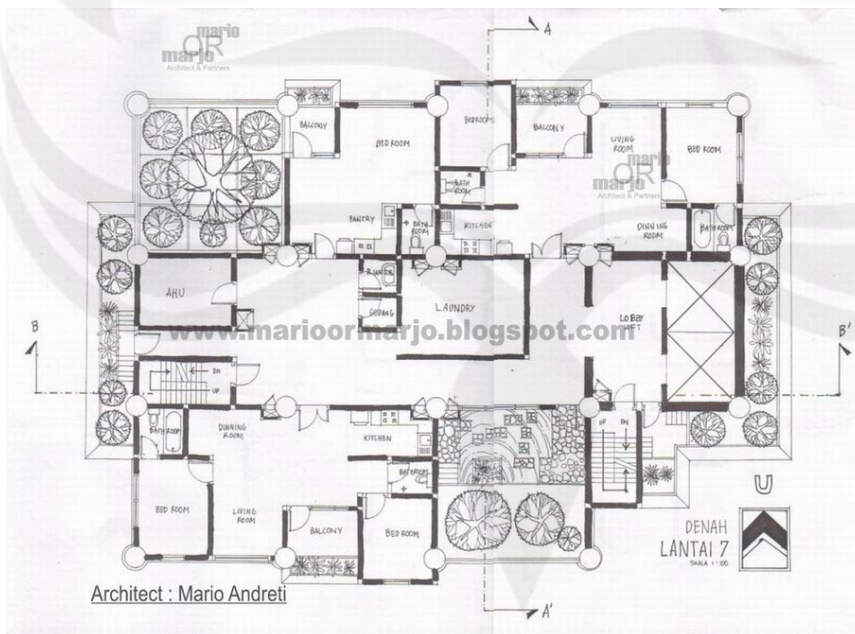 mario
OR
marjo
Architect & Partners
A
BALCONY
BED ROOM
BEDROOM
BALCONY
LIVING
ROOM
BED ROOM
mario
OR
marjo
Architect & Partners
BATH
ROOM
PANTRY
BATH
ROOM
KITCHEN
DINNING
ROOM
BATHROOM
AHU
LAUNDRY
GUDANG
LOBBY
LIFT
www.marioormarjo.blogspot.com
B
B'
DN
UP
BATHROOM
DINNING
ROOM
KITCHEN
UP DN
BATHROOM
BED ROOM
LIVING
ROOM
BALCONY
BED ROOM
U
DENAH
LANTAI 7
SKALA 1:100
Architect : Mario Andreti
A'